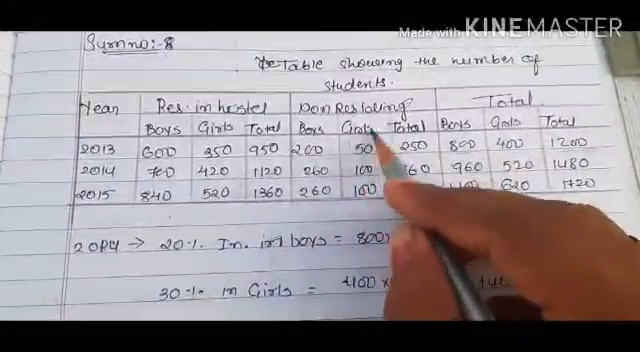 Made with KINEMASTER
Sum no:- 8
Table showing the number of
students.
Year Res. in hostel Non Residing Total
Boys Girls Total Boys Girls Total Boys Girls Total
2013 600 350 950 200 50 250 800 400 1200
2014 700 420 1120 260 100 360 960 520 1480
2015 840 520 1360 260 100 620 1720
2014 → 20%. In. in boys = 800
30%. in Girls = 400 x